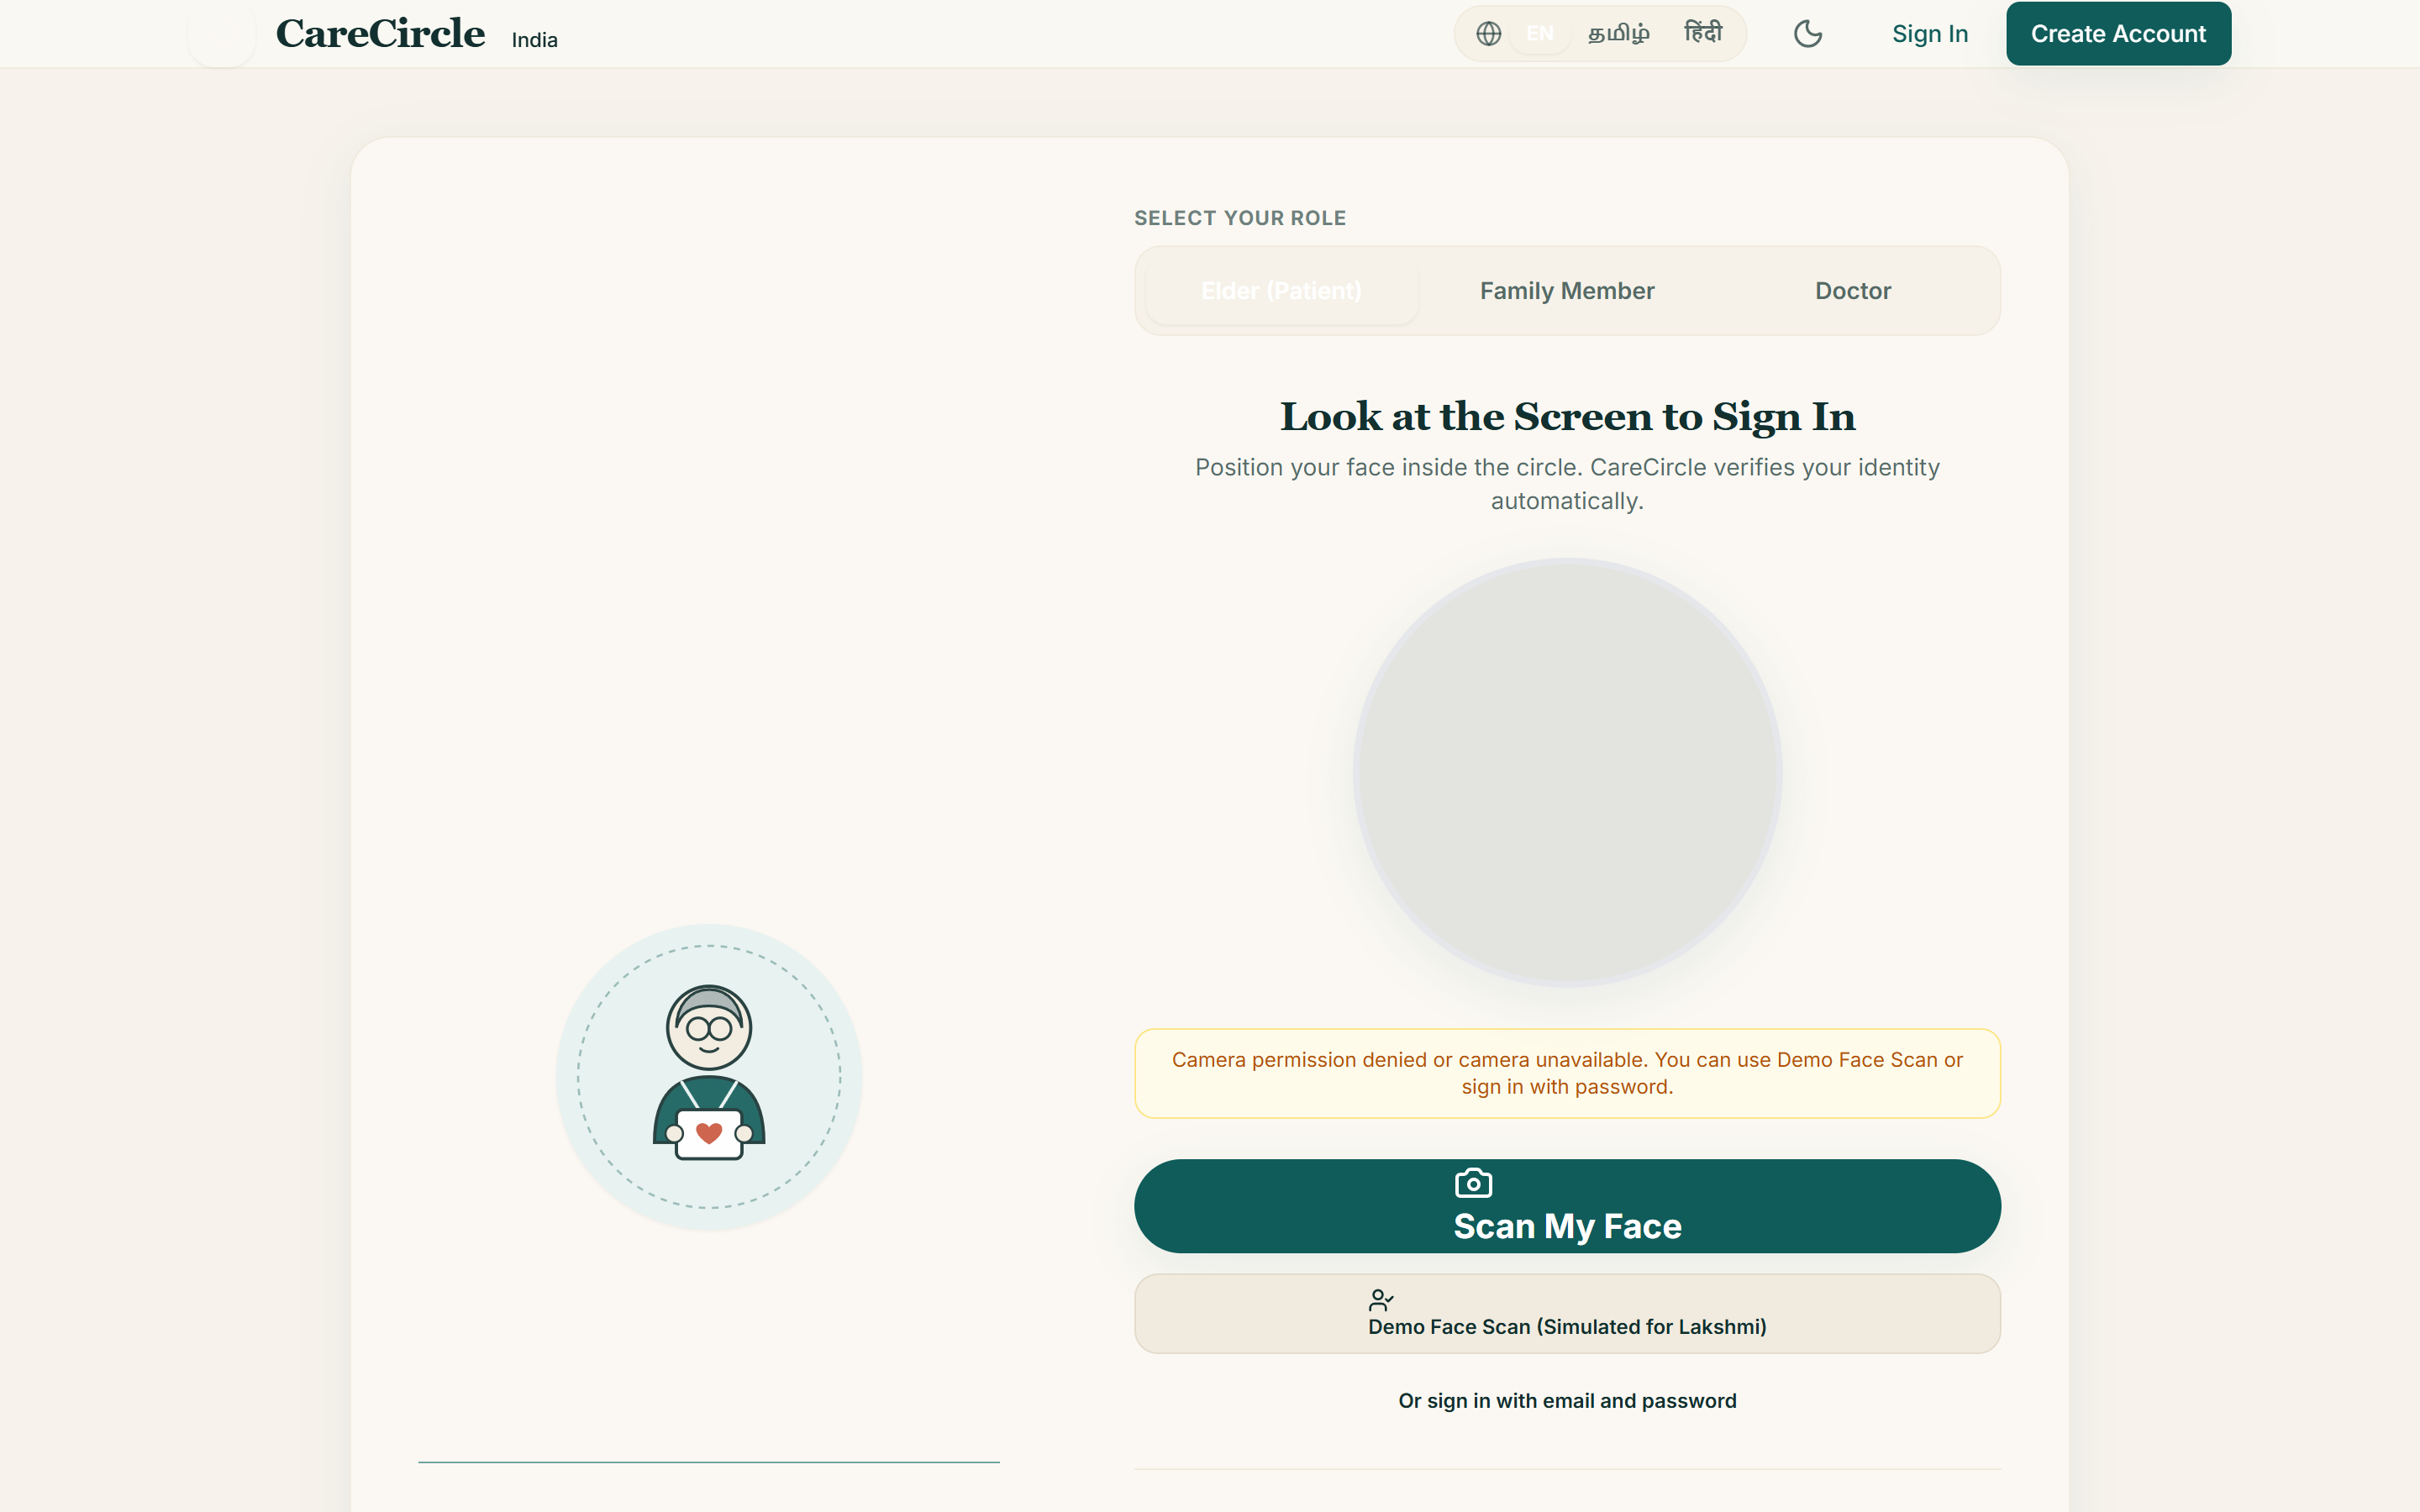 CareCircle India
EN தமிழ் हिंदी
Sign In
Create Account
SELECT YOUR ROLE
Elder (Patient) Family Member Doctor
Look at the Screen to Sign In
Position your face inside the circle. CareCircle verifies your identity
automatically.
Camera permission denied or camera unavailable. You can use Demo Face Scan or
sign in with password.
Scan My Face
Demo Face Scan (Simulated for Lakshmi)
Or sign in with email and password